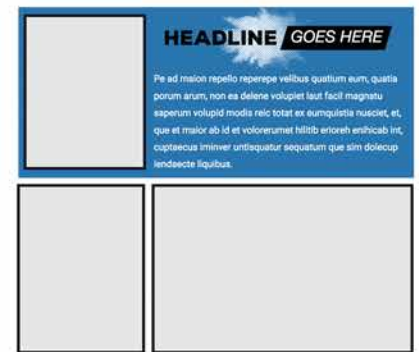 HEADLINE GOES HERE
Pe ad maion repello reperepe velibus quatium eum, quatia
porum arum, non ea delene voluplet laut facil magnatu
saperum volupid modis reic totat ex eumquistia nusciet, et,
que et maior ab id et volorerumet hilitib erioreh enihicab int,
cuptaecus iminver untisquatur sequatum que sim dolecup
iendaecte liquibus.